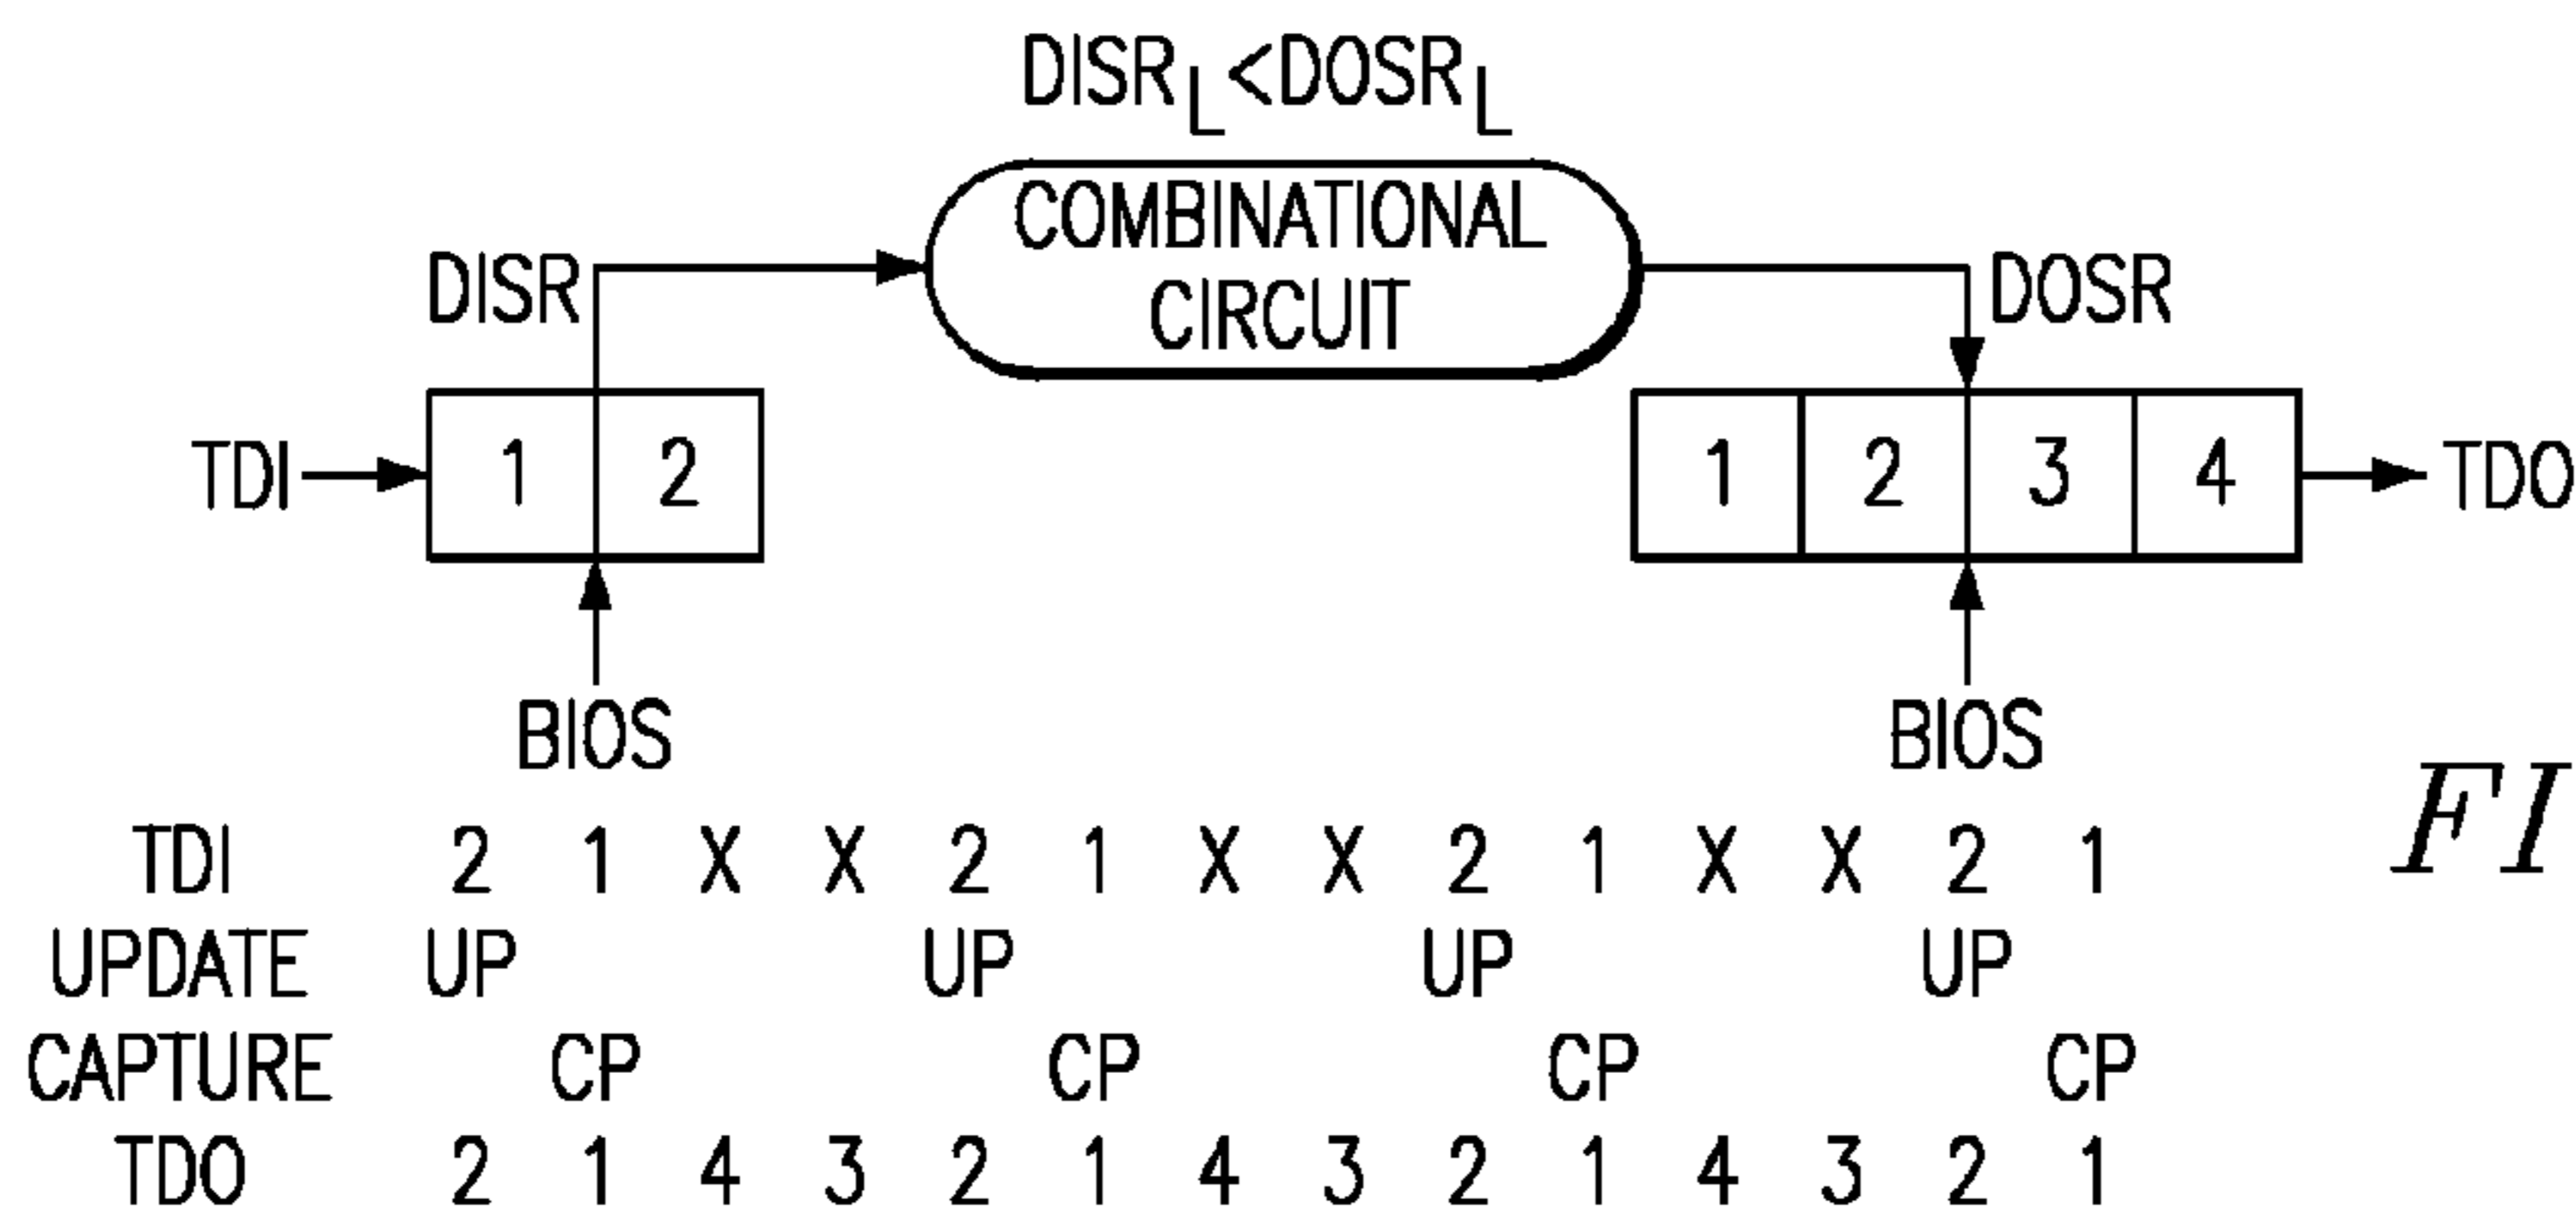 DISRL<DOSRL
COMBINATIONAL
CIRCUIT
DISR
DOSR
TDI
1 2
1 2 3 4
TDO
BIOS
BIOS
FI
TDI 2 1 X X 2 1 X X 2 1 X X 2 1
UPDATE UP UP UP UP
CAPTURE CP CP CP CP
TDO 2 1 4 3 2 1 4 3 2 1 4 3 2 1